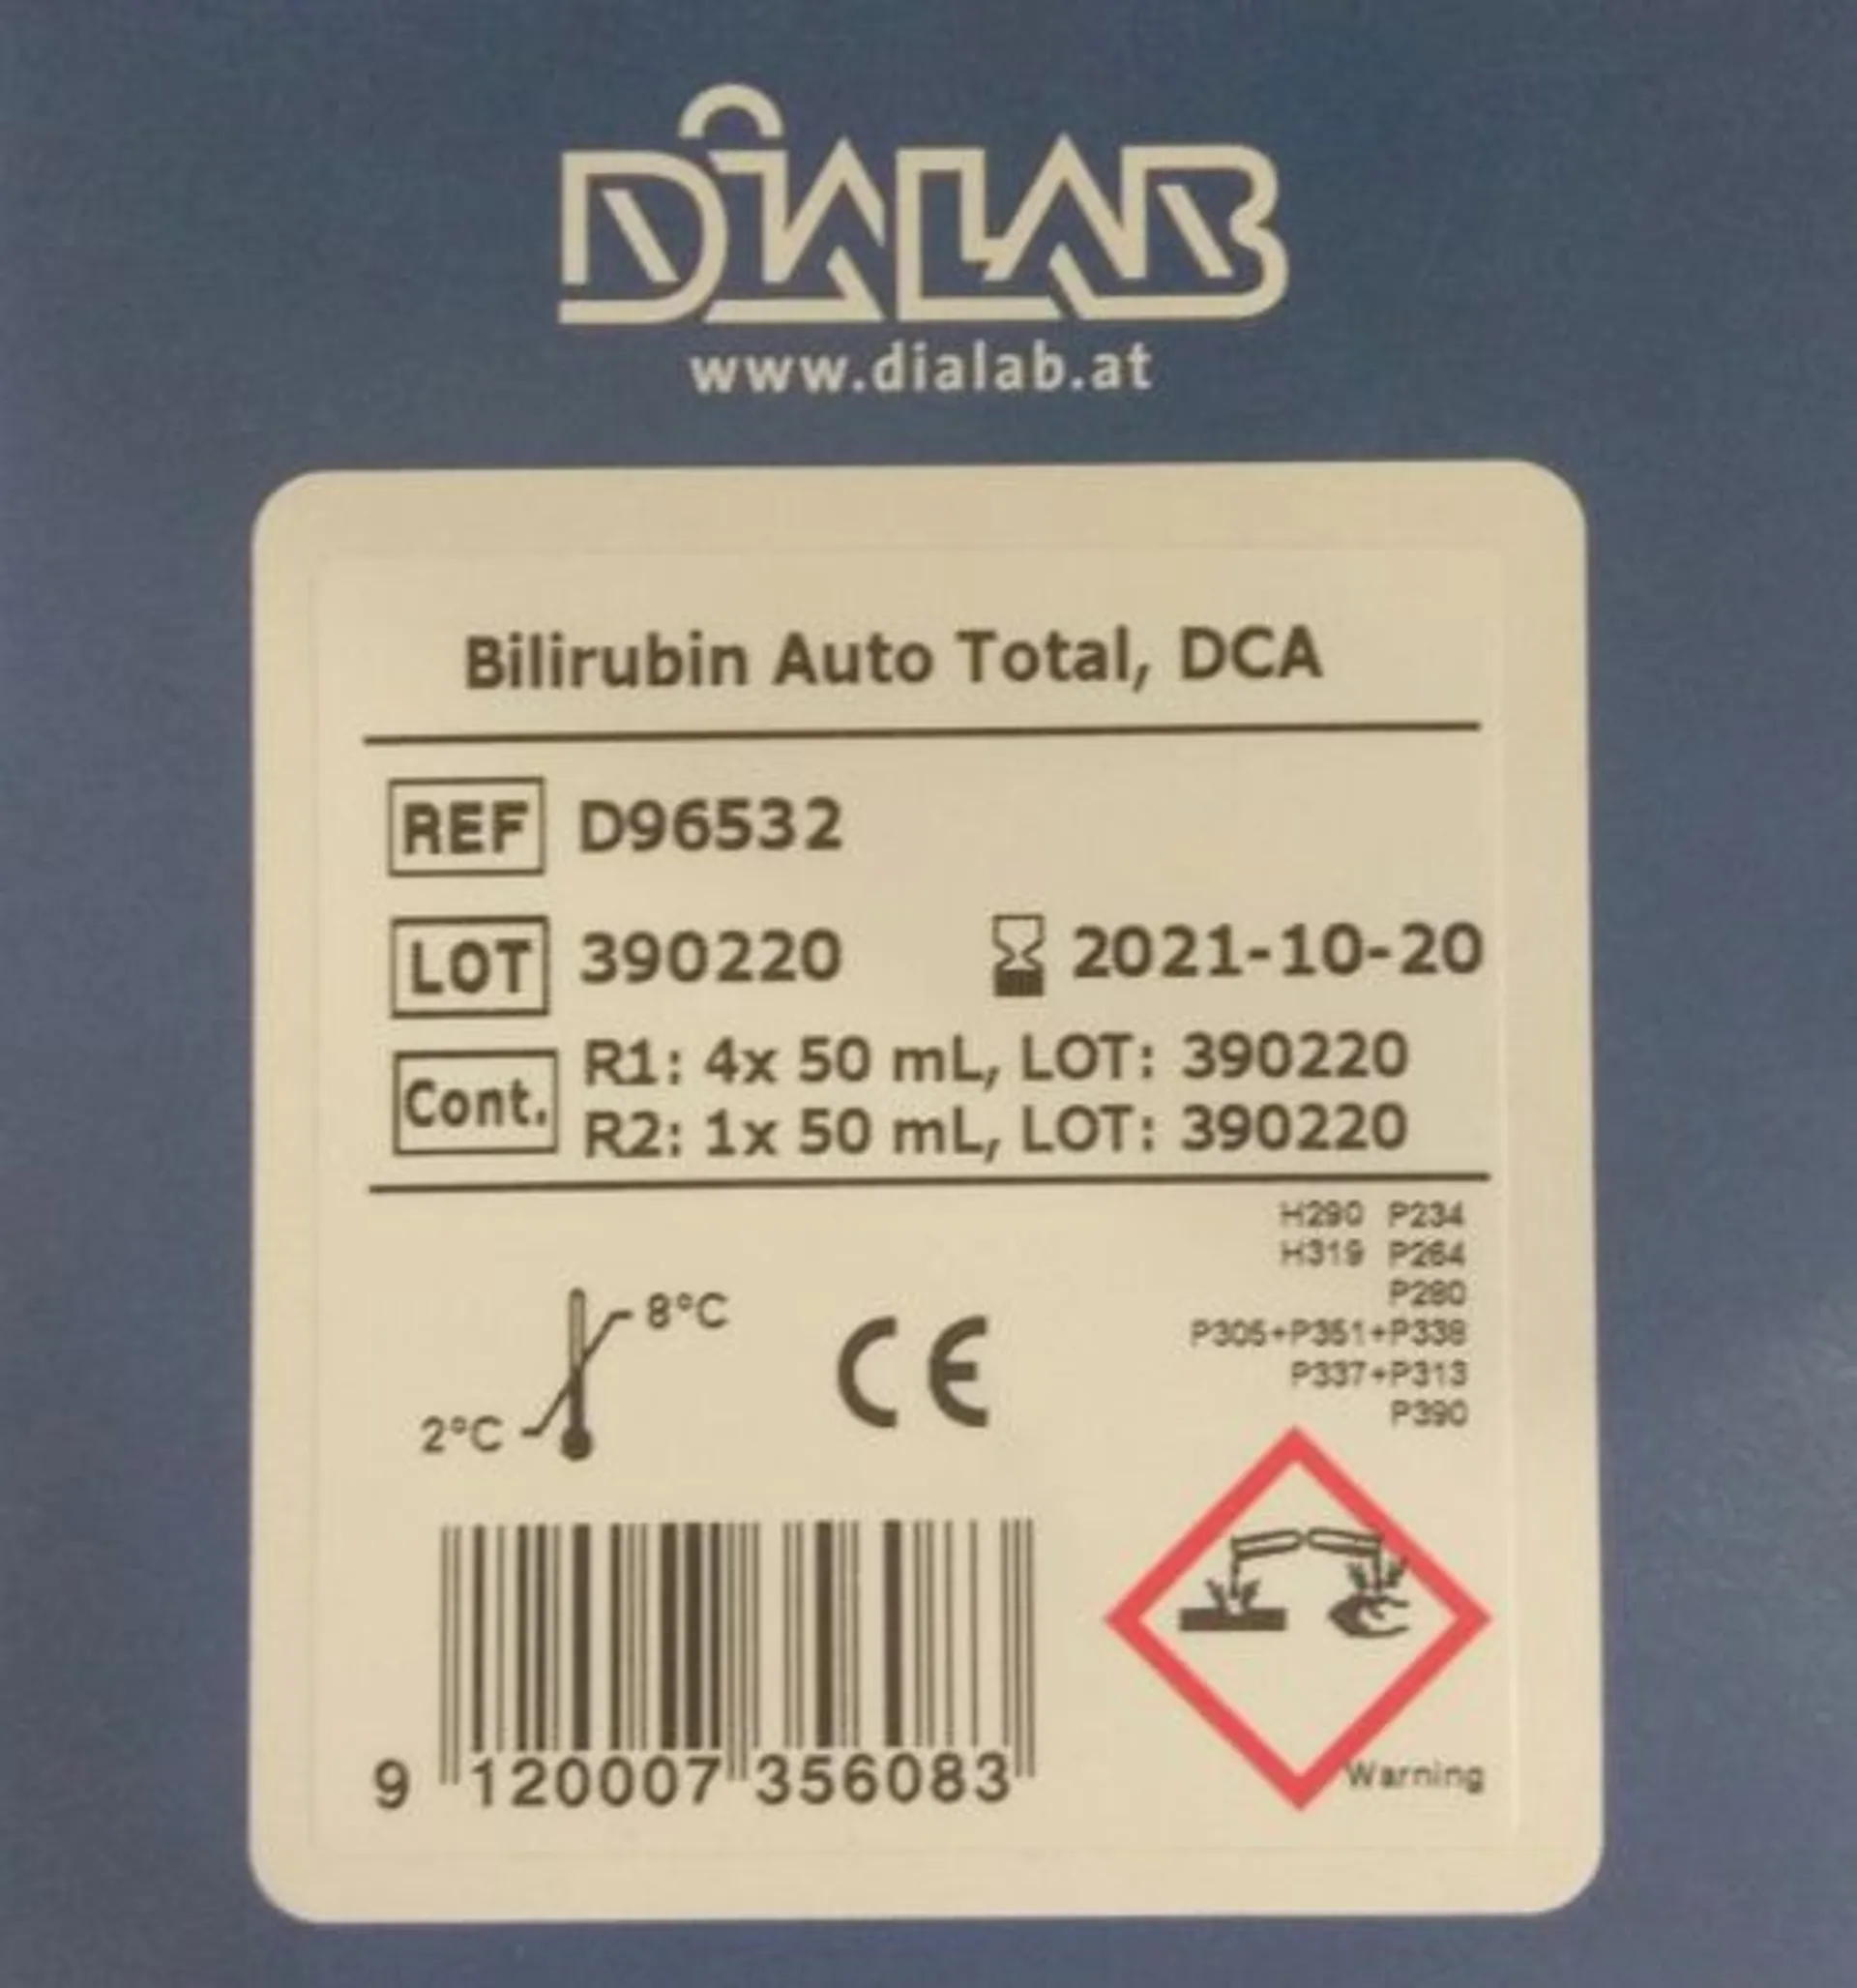 DiALAB
www.dialab.at
Bilirubin Auto Total, DCA
REF D96532
LOT 390220 2021-10-20
Cont. R1: 4x 50 mL, LOT: 390220
R2: 1x 50 mL, LOT: 390220
H290 P234
H319 P264
P280
P305+P351+P338
P337+P313
P390
8°C
2°C
CE
9 120007 356083
Warning